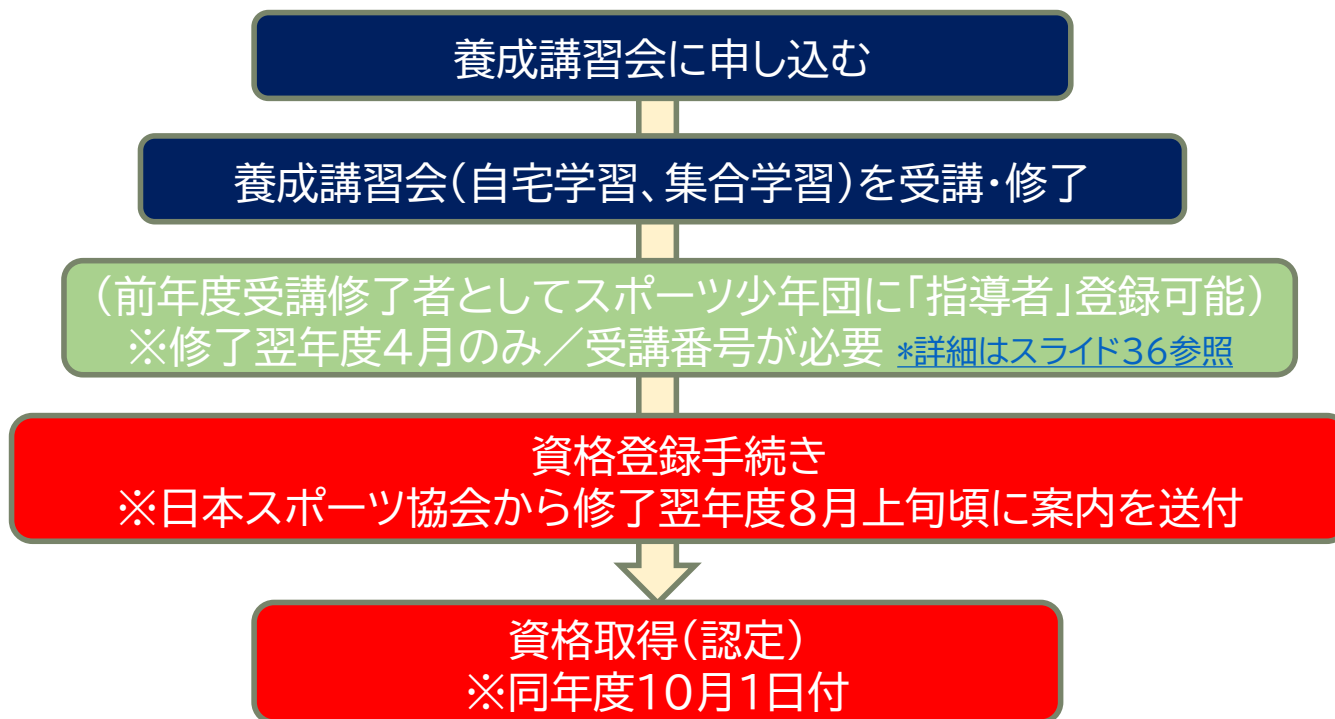 養成講習会に申し込む
養成講習会(自宅学習、集合学習)を受講・修了
(前年度受講修了者としてスポーツ少年団に「指導者」登録可能)
※修了翌年度4月のみ/受講番号が必要 *詳細はスライド36参照
資格登録手続き
※日本スポーツ協会から修了翌年度8月上旬頃に案内を送付
資格取得(認定)
※同年度10月1日付